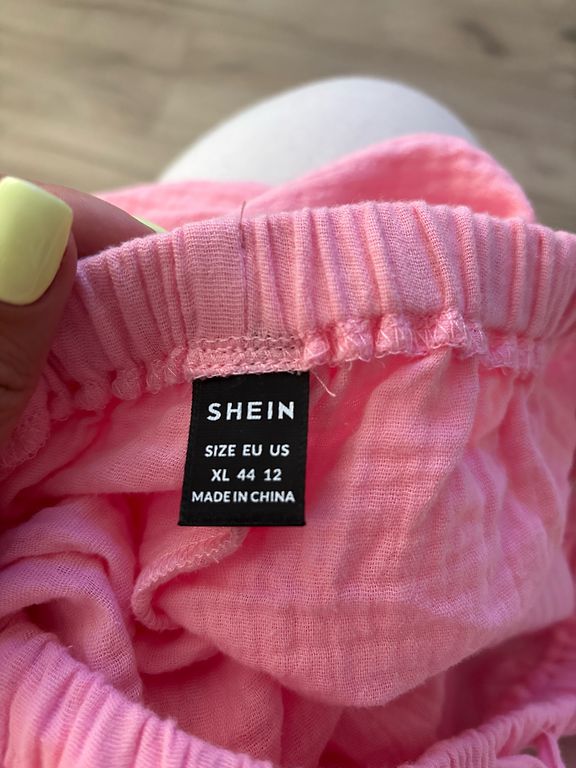 SHEIN
SIZE EU US
XL 44 12
MADE IN CHINA